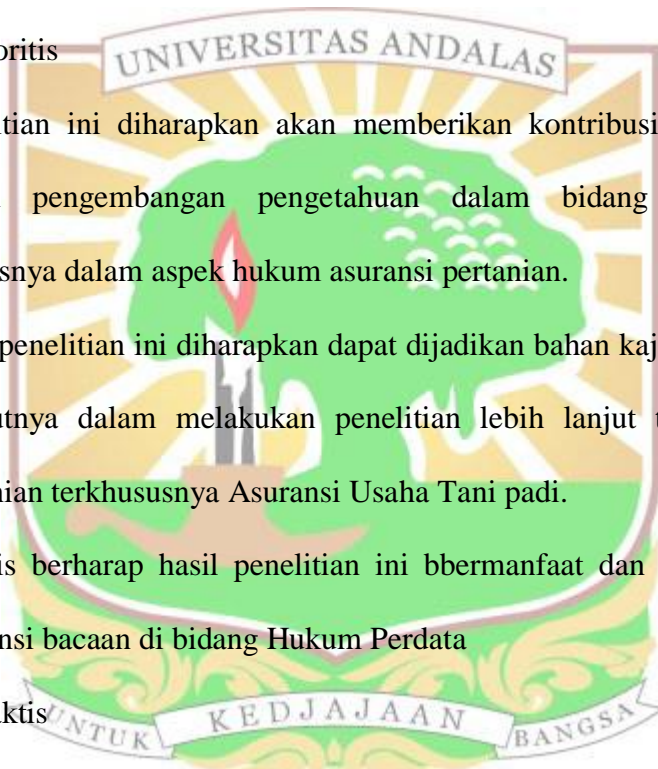 oritis
UNIVERSITAS ANDALAS
itian ini diharapkan akan memberikan kontribusi
pengembangan pengetahuan dalam bidang
snya dalam aspek hukum asuransi pertanian.
penelitian ini diharapkan dapat dijadikan bahan kaj
utnya dalam melakukan penelitian lebih lanjut t
nian terkhususnya Asuransi Usaha Tani padi.
is berharap hasil penelitian ini bbermanfaat dan
nsi bacaan di bidang Hukum Perdata
aktis
UNTUK KEDJAJAAN BANGSA